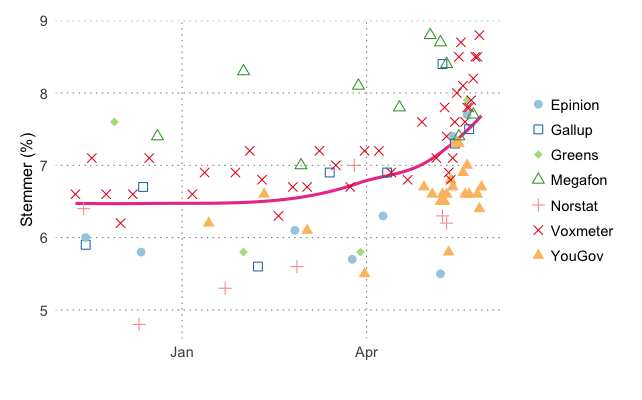 9
8
7
6
5
Stemmer (%)
Jan
Apr
Epinion
Gallup
Greens
Megafon
Norstat
Voxmeter
YouGov